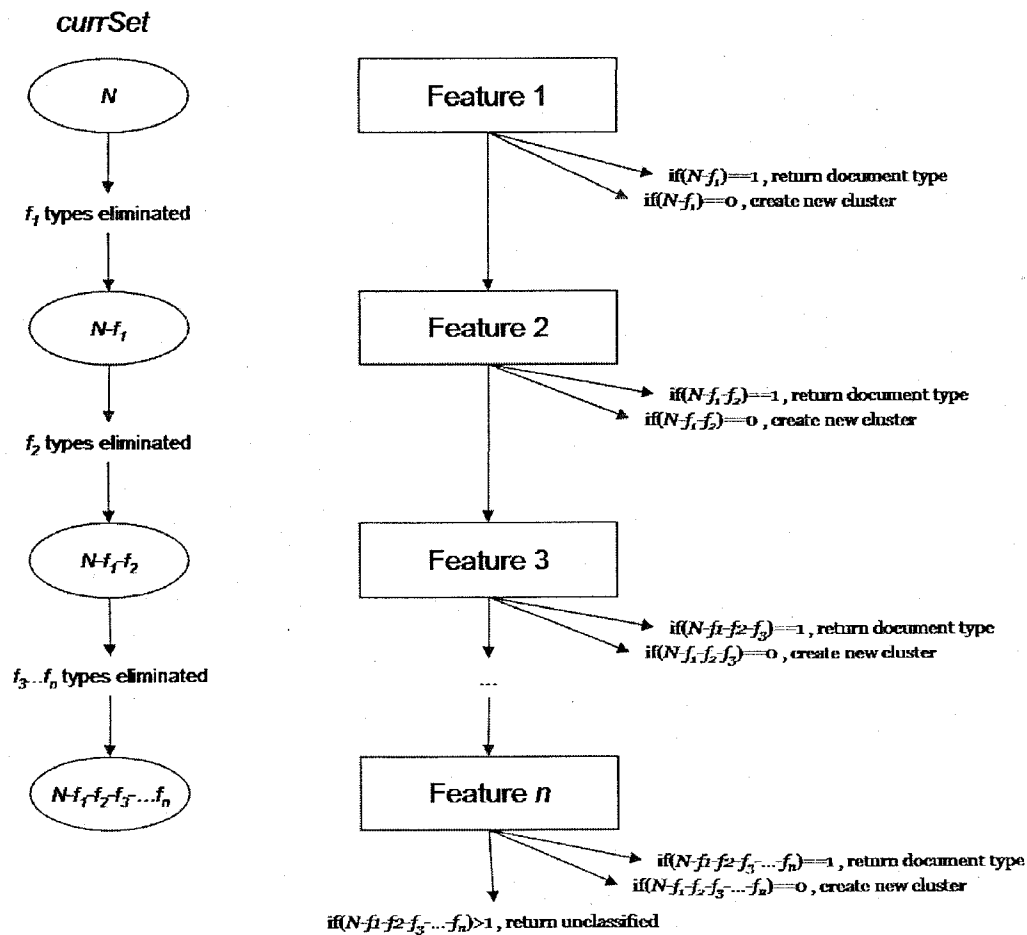 currSet
N
Feature 1
if(N-f₁)==1 , return document type
if(N-f₁)==0 , create new cluster
f₁ types eliminated
N-f₁
Feature 2
if(N-f₁-f₂)==1 , return document type
if(N-f₁-f₂)==0 , create new cluster
f₂ types eliminated
N-f₁-f₂
Feature 3
if(N-f1-f2-f₃)==1 , return document type
if(N-f₁-f₂-f₃)==0 , create new cluster
f₃...fₙ types eliminated
...
N-f₁-f₂-f₃-...fₙ
Feature n
if(N-f1-f2-f₃-...-fₙ)==1 , return document type
if(N-f₁-f₂-f₃-...-fₙ)==0 , create new cluster
if(N-f1-f2-f₃-...-fₙ)>1 , return unclassified